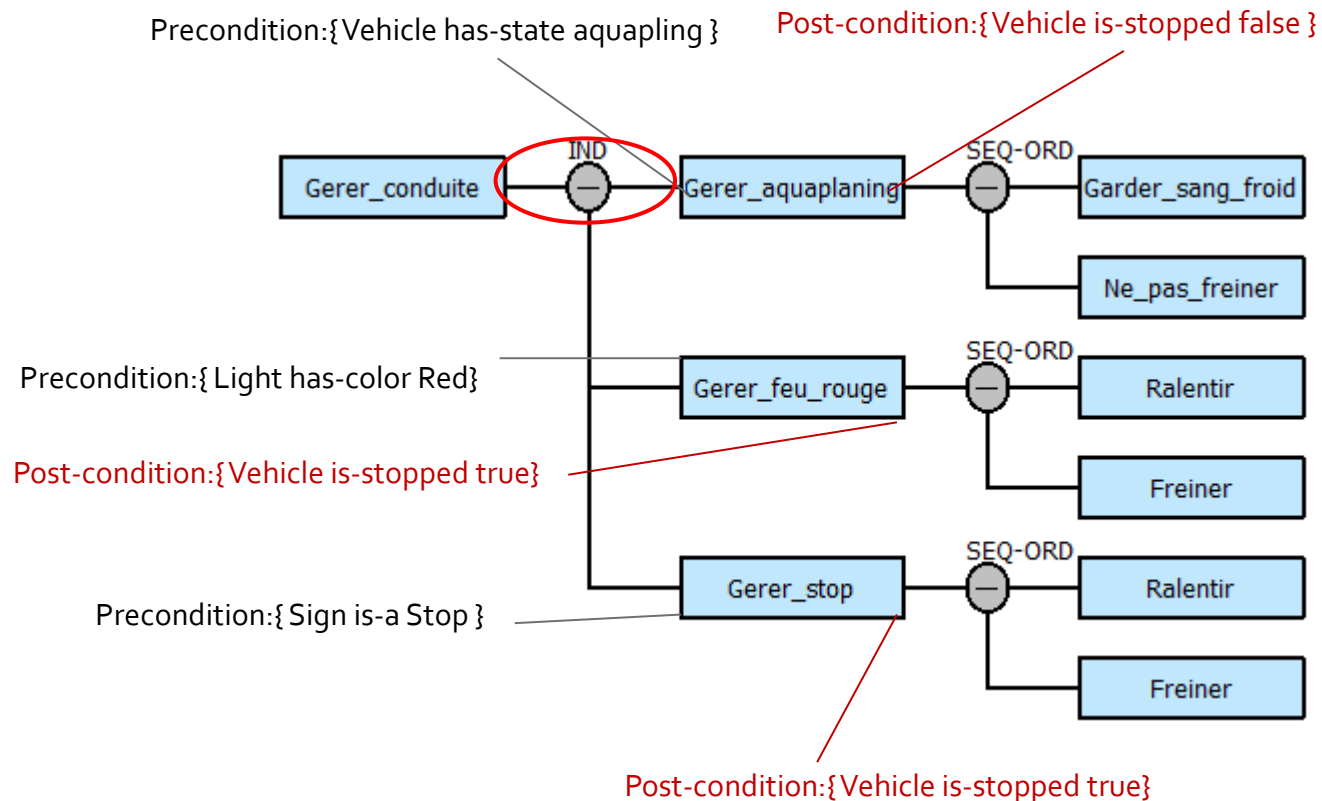 Precondition:{Vehicle has-state aquapling }
Post-condition:{Vehicle is-stopped false }
IND
SEQ-ORD
Gerer_conduite
Gerer_aquaplaning
Garder_sang_froid
Ne_pas_freiner
SEQ-ORD
Precondition:{ Light has-color Red}
Gerer_feu_rouge
Ralentir
Post-condition:{Vehicle is-stopped true}
Freiner
SEQ-ORD
Precondition:{ Sign is-a Stop }
Gerer_stop
Ralentir
Freiner
Post-condition:{Vehicle is-stopped true}